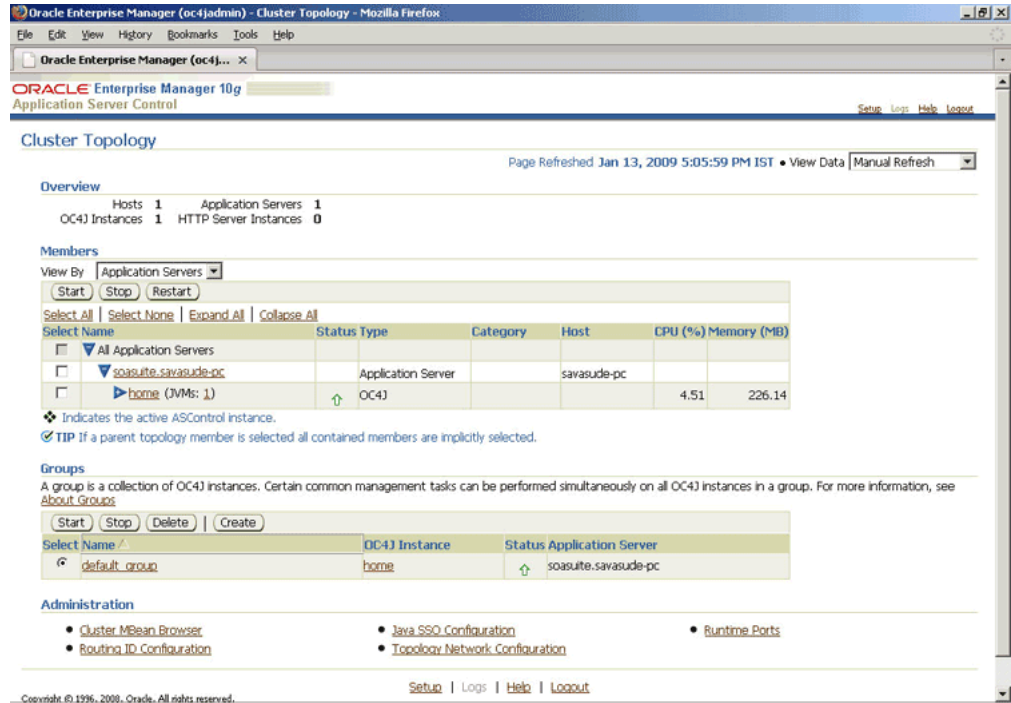 Oracle Enterprise Manager (oc4jadmin) - Cluster Topology - Mozilla Firefox
File Edit View History Bookmarks Tools Help
Oracle Enterprise Manager (oc4j... ×
ORACLE Enterprise Manager 10g
Application Server Control
Setup Logs Help Logout
Cluster Topology
Page Refreshed Jan 13, 2009 5:05:59 PM IST • View Data Manual Refresh
Overview
Hosts 1 Application Servers 1
OC4J Instances 1 HTTP Server Instances 0
Members
View By Application Servers
Start Stop Restart
Select All | Select None | Expand All | Collapse All
Select Name Status Type Category Host CPU (%) Memory (MB)
All Application Servers
soasuite.savasude-pc Application Server savasude-pc
home (JVMs: 1) OC4J 4.51 226.14
Indicates the active ASControl instance.
TIP If a parent topology member is selected all contained members are implicitly selected.
Groups
A group is a collection of OC4J instances. Certain common management tasks can be performed simultaneously on all OC4J instances in a group. For more information, see
About Groups
Start Stop Delete | Create
Select Name OC4J Instance Status Application Server
default_group home soasuite.savasude-pc
Administration
• Cluster MBean Browser • Java SSO Configuration • Runtime Ports
• Routing ID Configuration • Topology Network Configuration
Setup | Logs | Help | Logout
Copyright © 1996, 2008, Oracle. All rights reserved.